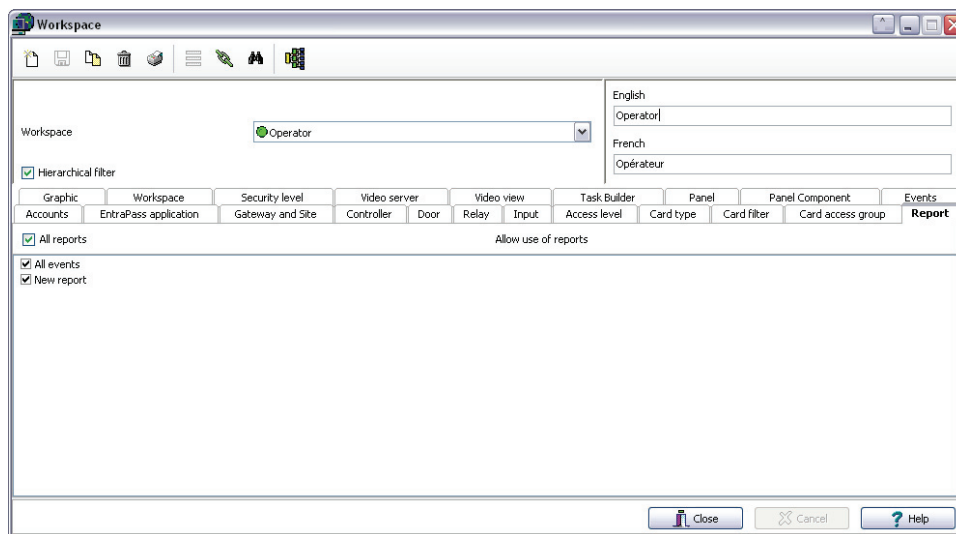 Workspace
English
Operator
Workspace
Operator
French
Opérateur
Hierarchical filter
Graphic Workspace Security level Video server Video view Task Builder Panel Panel Component Events
Accounts EntraPass application Gateway and Site Controller Door Relay Input Access level Card type Card filter Card access group Report
All reports Allow use of reports
All events
New report
Close Cancel ? Help